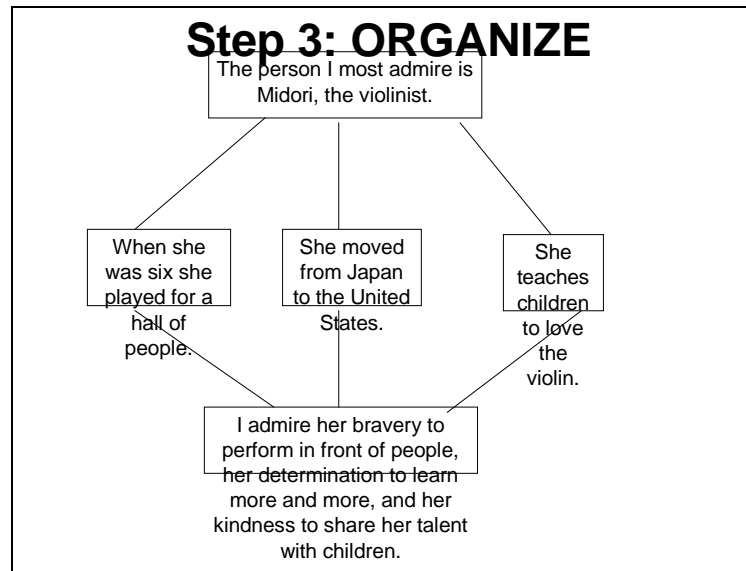 Step 3: ORGANIZE
The person I most admire is
Midori, the violinist.
When she
was six she
played for a
hall of
people.
She moved
from Japan
to the United
States.
She
teaches
children
to love
the
violin.
I admire her bravery to
perform in front of people,
her determination to learn
more and more, and her
kindness to share her talent
with children.